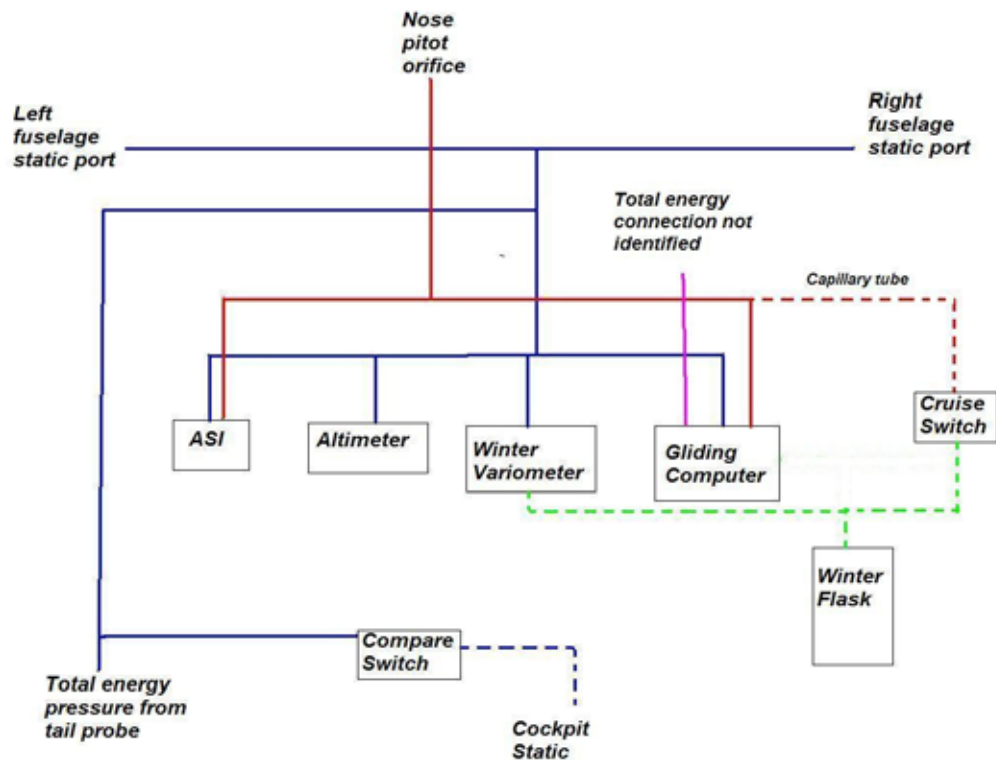 Nose
pitot
orifice
Left
fuselage
static port
Right
fuselage
static port
Total energy
connection not
identified
Capillary tube
ASI
Altimeter
Winter
Variometer
Gliding
Computer
Cruise
Switch
Winter
Flask
Compare
Switch
Total energy
pressure from
tail probe
Cockpit
Static